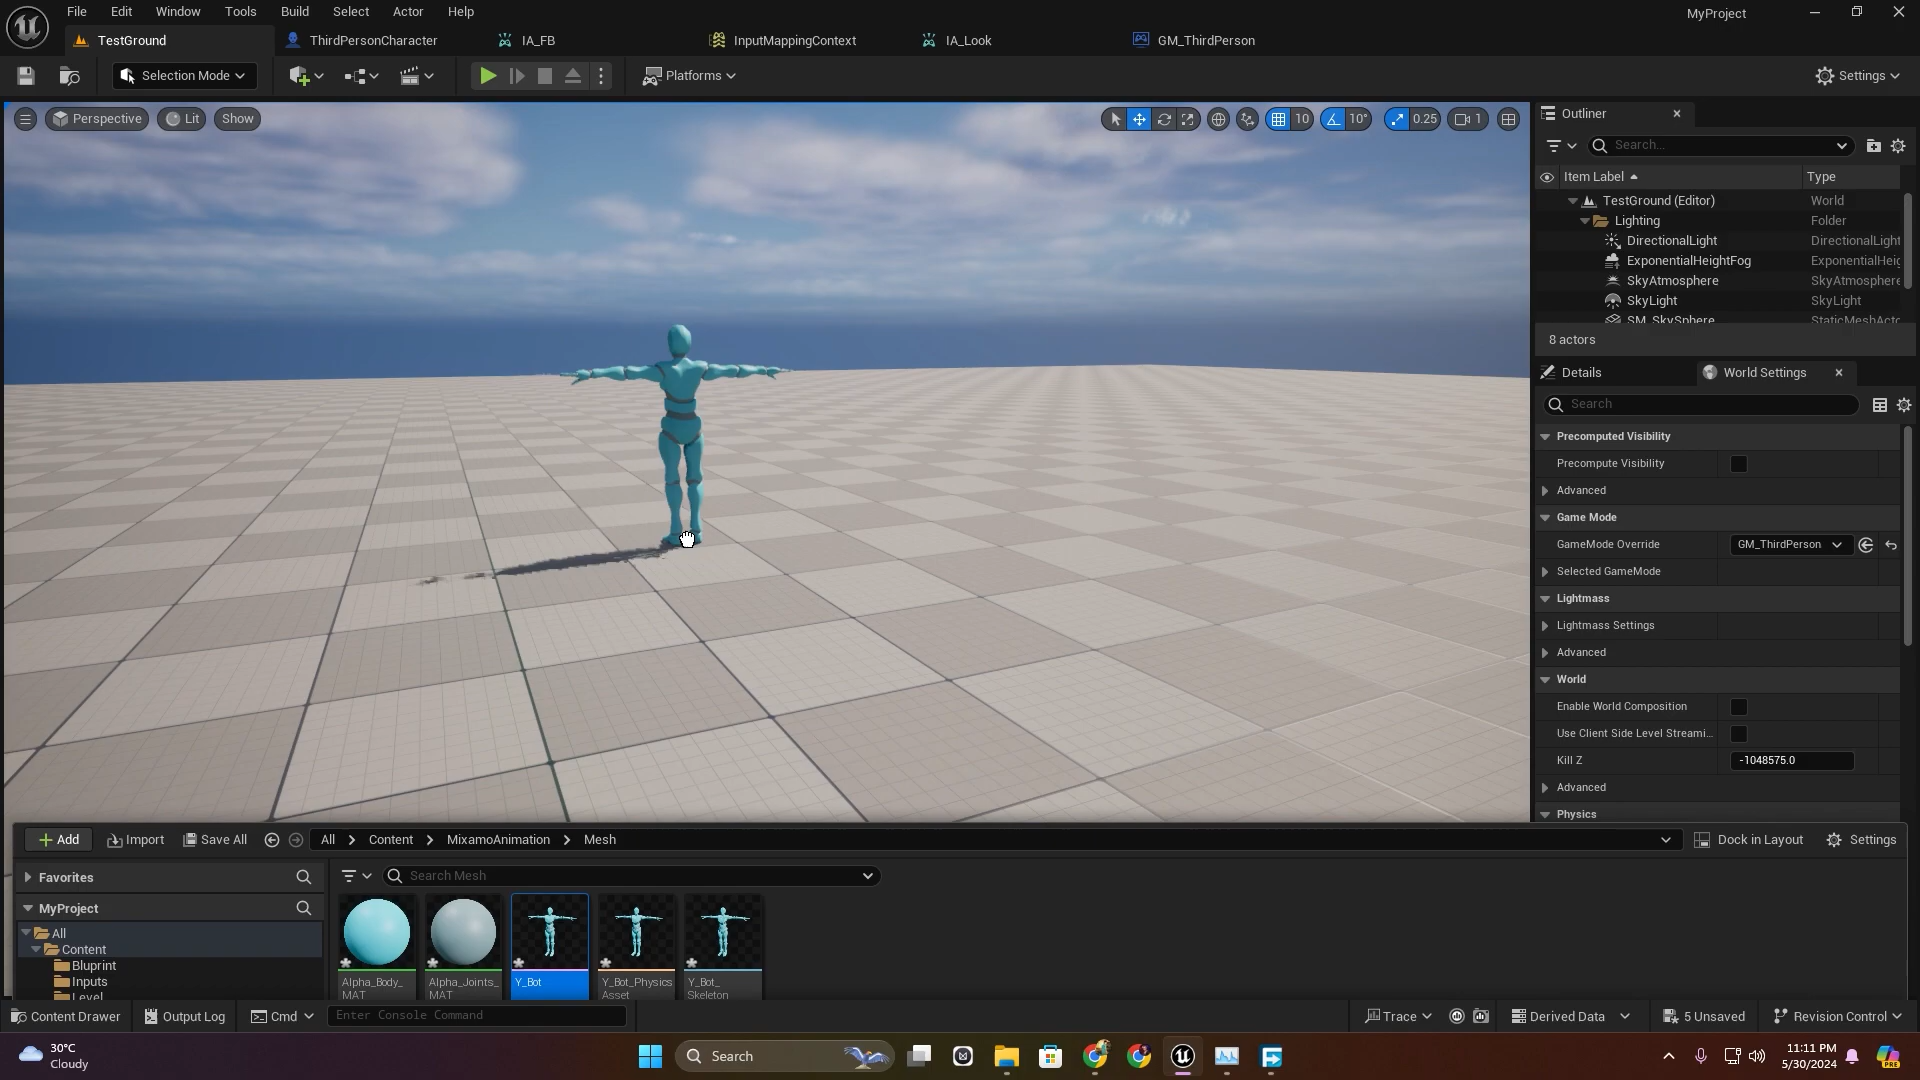 File Edit Window Tools Build Select Actor Help
MyProject
TestGround
ThirdPersonCharacter
IA_FB
InputMappingContext
IA_Look
GM_ThirdPerson
Selection Mode
Platforms
Settings
Perspective
Lit
Show
10
10°
0.25
1
Outliner
Search...
Item Label
Type
TestGround (Editor)
World
Lighting
Folder
DirectionalLight
DirectionalLight
ExponentialHeightFog
ExponentialHeig
SkyAtmosphere
SkyAtmosphere
SkyLight
SkyLight
SM_SkySphere
StaticMeshActo
8 actors
Details
World Settings
Search
Precomputed Visibility
Precompute Visibility
Advanced
Game Mode
GameMode Override
GM_ThirdPerson
Selected GameMode
Lightmass
Lightmass Settings
Advanced
World
Enable World Composition
Use Client Side Level Streami...
Kill Z
-1048575.0
Advanced
Physics
Add
Import
Save All
All
Content
MixamoAnimation
Mesh
Dock in Layout
Settings
Favorites
Search Mesh
MyProject
All
Content
Bluprint
Inputs
Level
Alpha_Body_
MAT
Alpha_Joints_
MAT
Y_Bot
Y_Bot_Physics
Asset
Y_Bot_
Skeleton
Content Drawer
Output Log
Cmd
Enter Console Command
Trace
Derived Data
5 Unsaved
Revision Control
30°C
Cloudy
Search
11:11 PM
5/30/2024
PRE